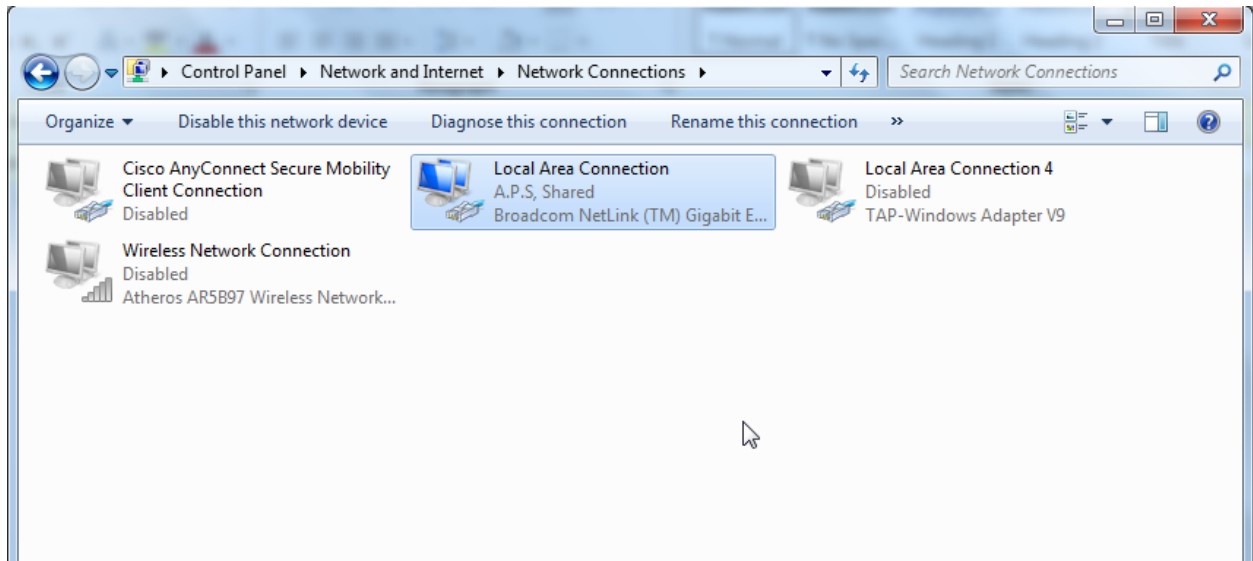 Control Panel ▸ Network and Internet ▸ Network Connections ▸
Search Network Connections
Organize Disable this network device Diagnose this connection Rename this connection »
Cisco AnyConnect Secure Mobility
Client Connection
Disabled
Local Area Connection
A.P.S, Shared
Broadcom NetLink (TM) Gigabit E...
Local Area Connection 4
Disabled
TAP-Windows Adapter V9
Wireless Network Connection
Disabled
Atheros AR5B97 Wireless Network...